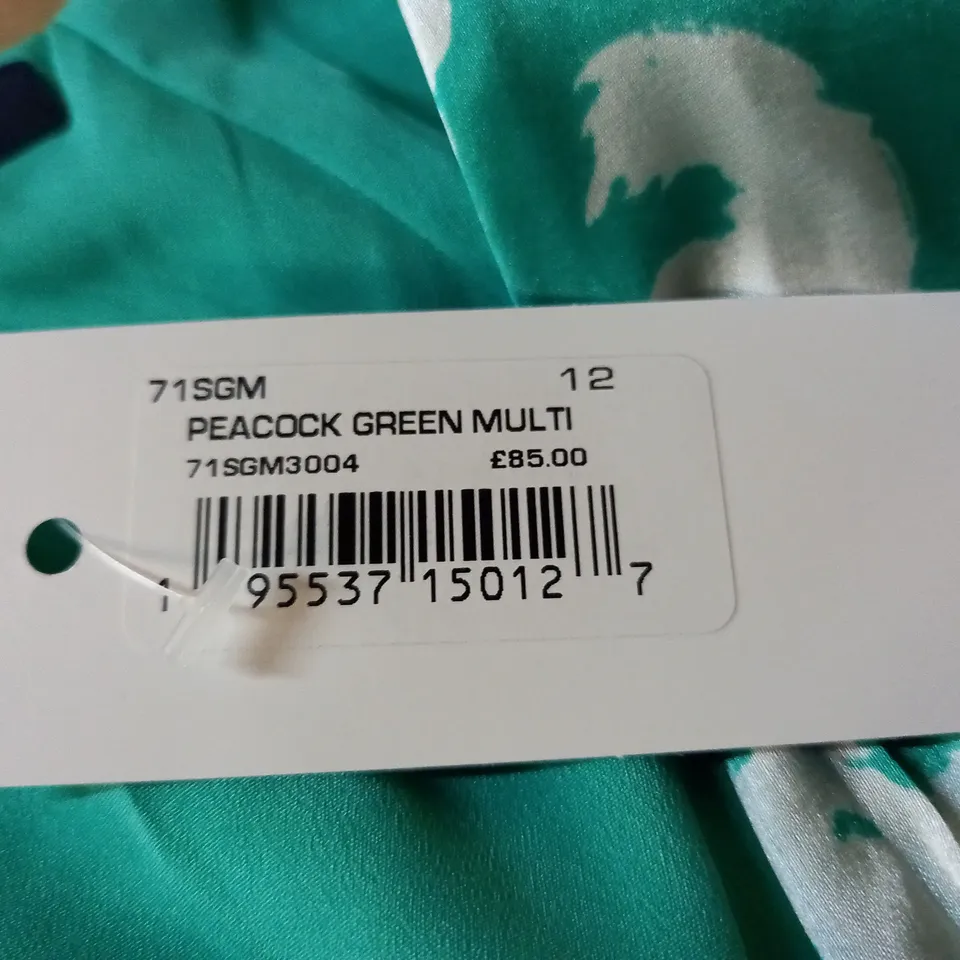 71SGM 12
PEACOCK GREEN MULTI
71SGM3004 £85.00
1 95537 15012 7